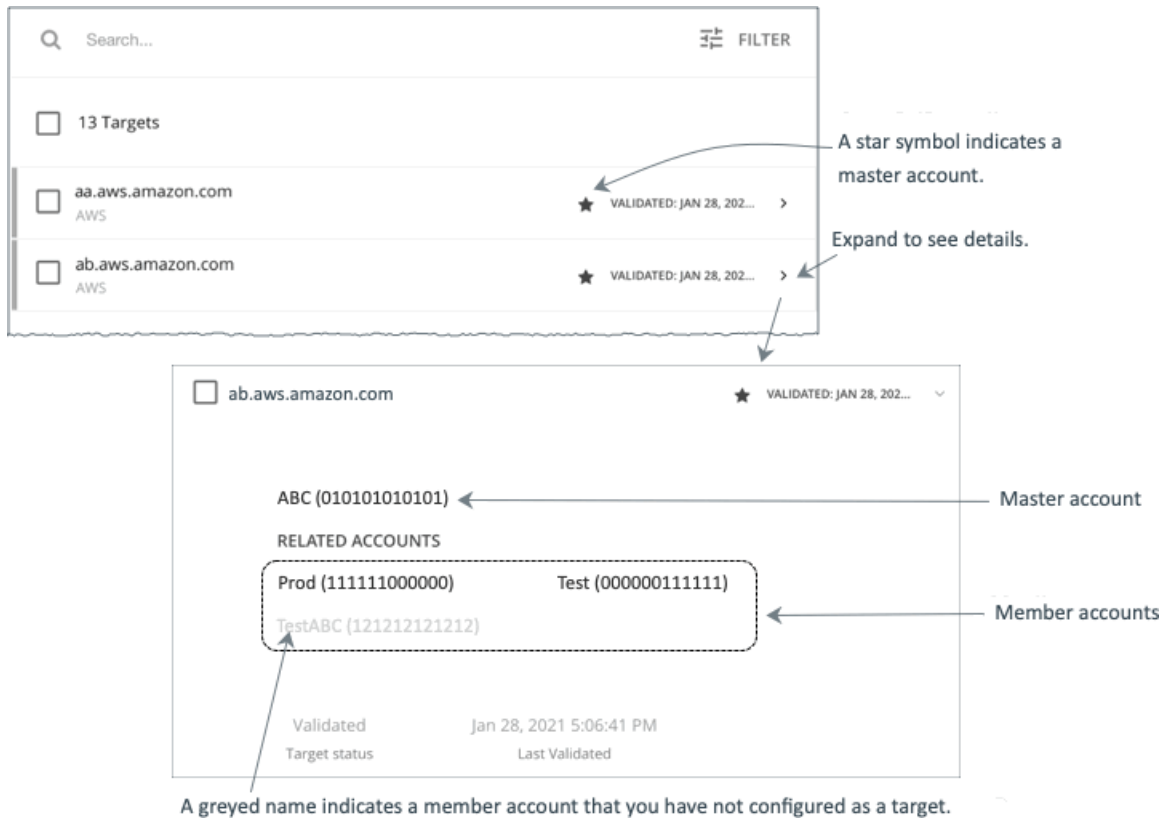 Search...
FILTER
13 Targets
A star symbol indicates a
master account.
aa.aws.amazon.com
AWS
VALIDATED: JAN 28, 202...
Expand to see details.
ab.aws.amazon.com
AWS
VALIDATED: JAN 28, 202...
ab.aws.amazon.com
VALIDATED: JAN 28, 202...
ABC (010101010101)
Master account
RELATED ACCOUNTS
Prod (111111000000)
Test (000000111111)
Member accounts
TestABC (121212121212)
Validated
Jan 28, 2021 5:06:41 PM
Target status
Last Validated
A greyed name indicates a member account that you have not configured as a target.